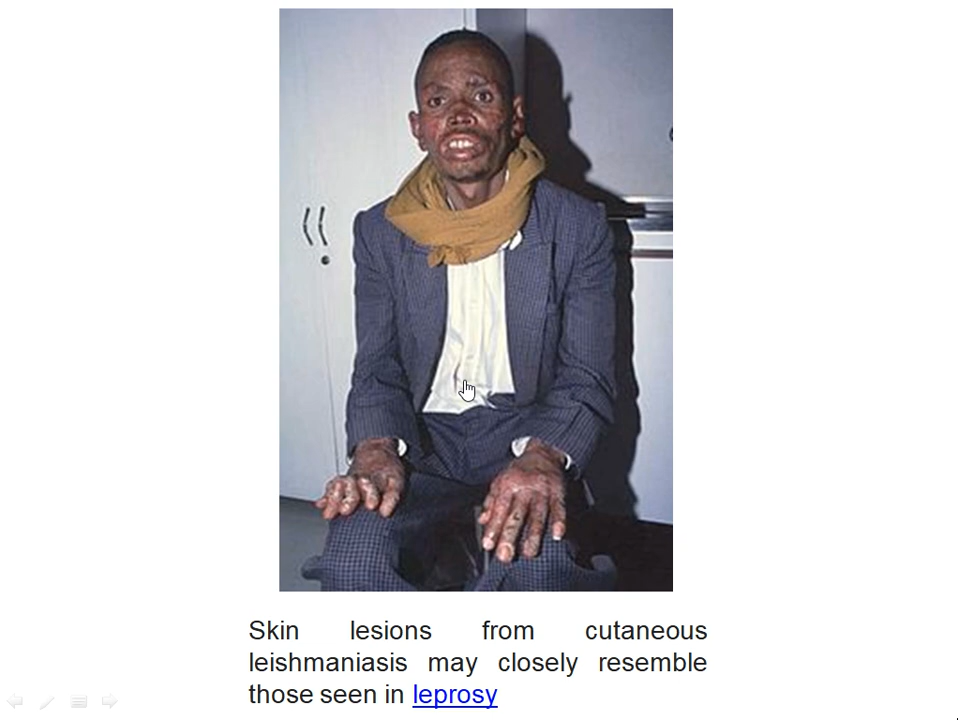 Skin lesions from cutaneous
leishmaniasis may closely resemble
those seen in leprosy